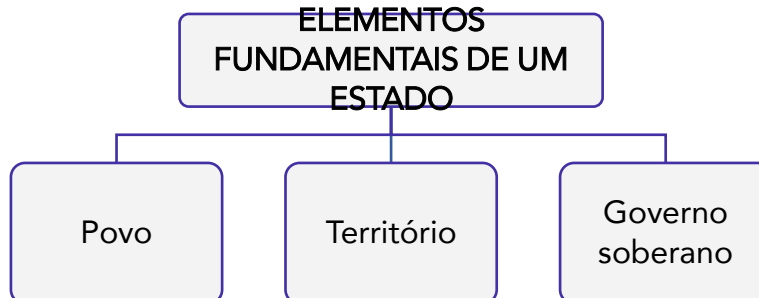 ELEMENTOS
FUNDAMENTAIS DE UM
ESTADO
Povo
Território
Governo
soberano